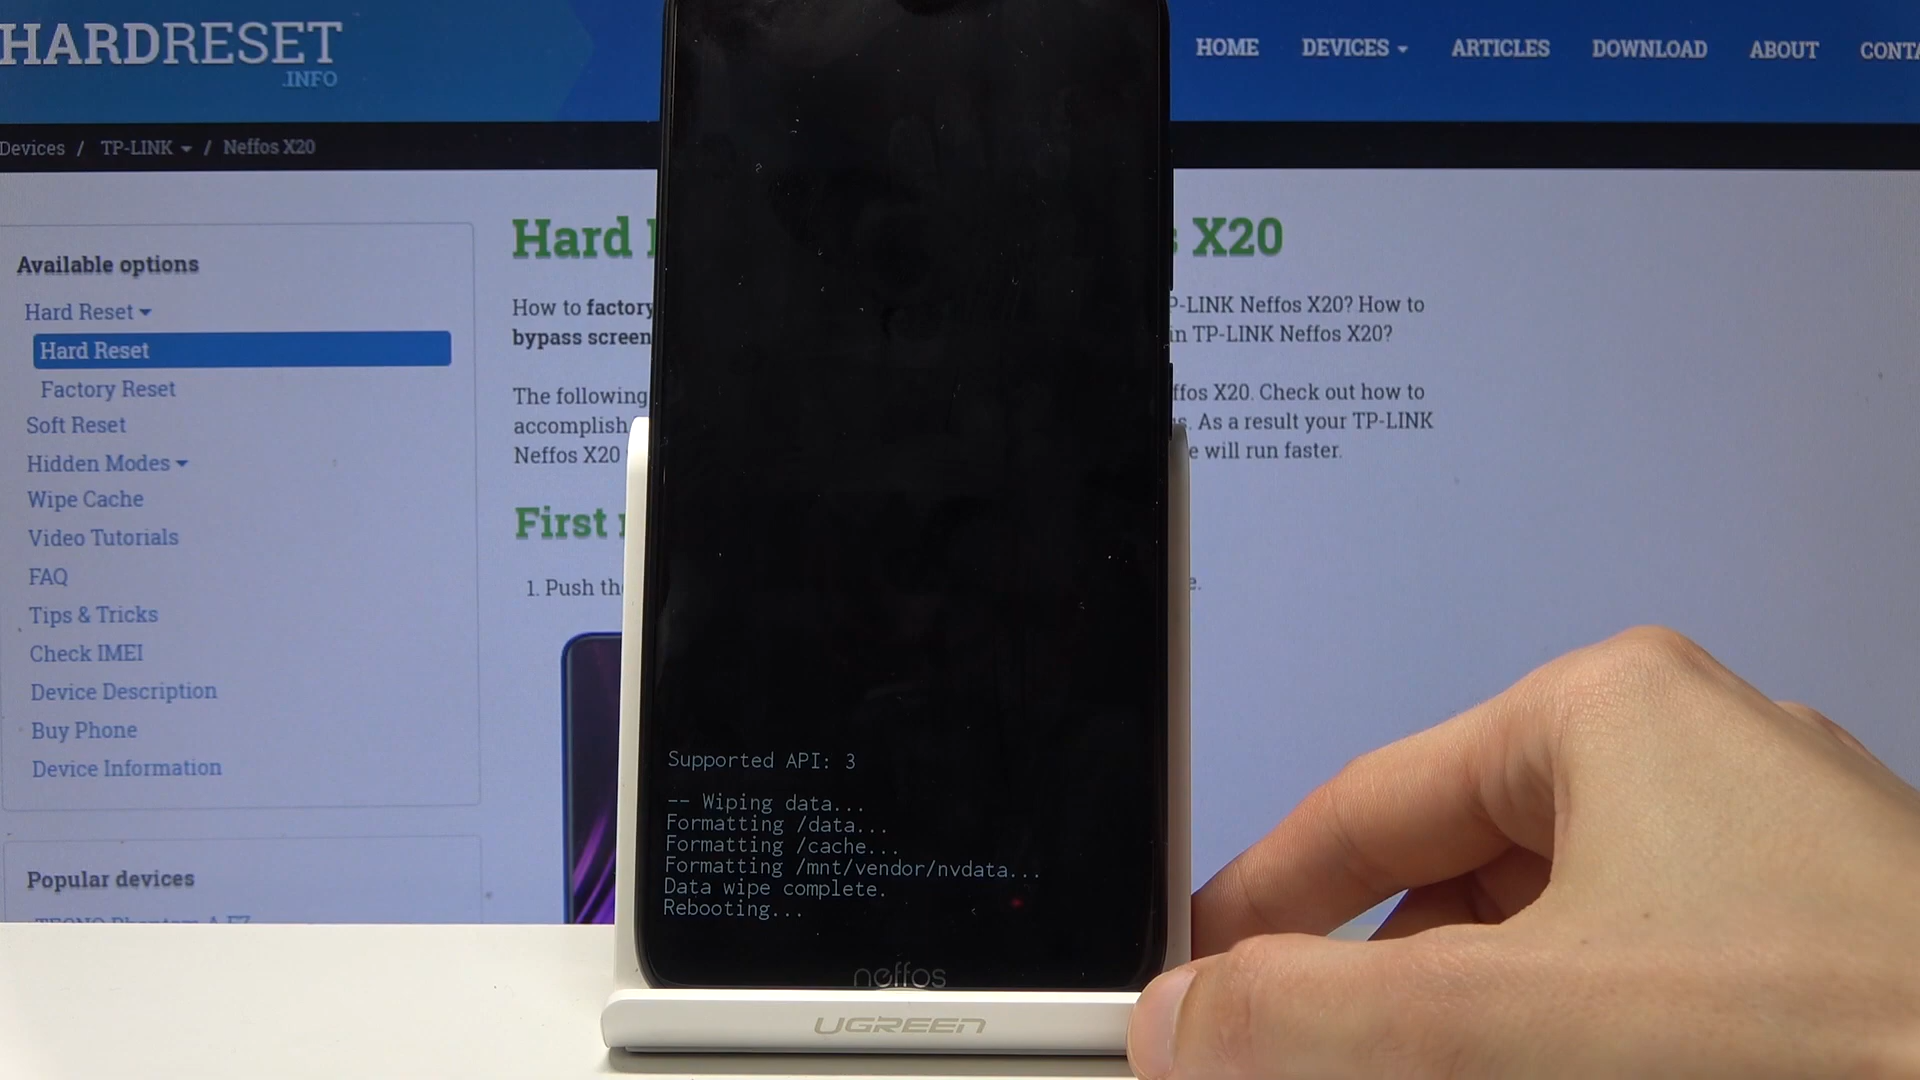 HARDRESET
.INFO
HOME DEVICES ARTICLES DOWNLOAD ABOUT CONTA
Devices / TP-LINK / Neffos X20
Available options
Hard Reset
Hard Reset
Factory Reset
Soft Reset
Hidden Modes
Wipe Cache
Video Tutorials
FAQ
Tips & Tricks
Check IMEI
Device Description
Buy Phone
Device Information
Popular devices
Hard X20
How to factory P-LINK Neffos X20? How to
bypass screen in TP-LINK Neffos X20?
The following ffos X20. Check out how to
accomplish s. As a result your TP-LINK
Neffos X20 e will run faster.
First
1. Push the e.
Supported API: 3
-- Wiping data...
Formatting /data...
Formatting /cache...
Formatting /mnt/vendor/nvdata...
Data wipe complete.
Rebooting...
neffos
UGREEN